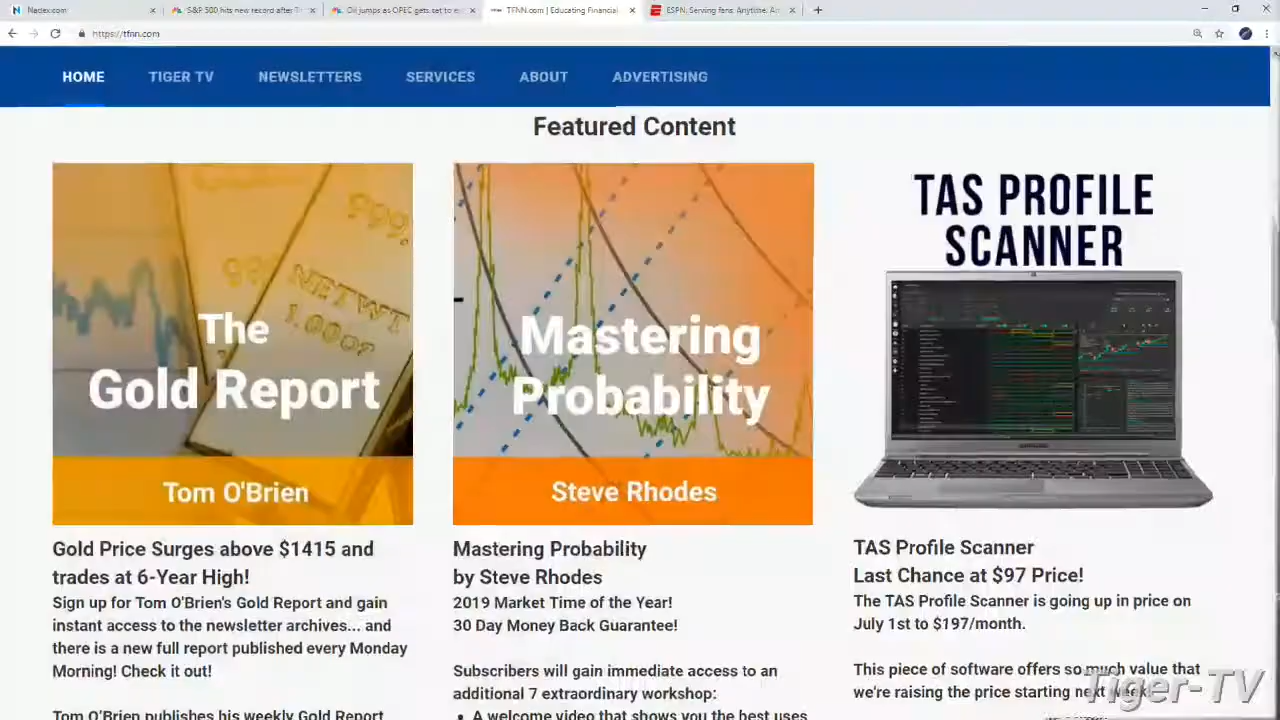 Nadex.com
S&P 500 hits new record after T
Oil jumps as OPEC gets set to e
TFNN.com | Educating Financial
ESPN: Serving Fans. Anytime. An
https://tfnn.com
HOME
TIGER TV
NEWSLETTERS
SERVICES
ABOUT
ADVERTISING
Featured Content
999.
NETWT
The
Gold Report
Tom O'Brien
Mastering
Probability
Steve Rhodes
TAS PROFILE
SCANNER
Gold Price Surges above $1415 and
trades at 6-Year High!
Sign up for Tom O'Brien's Gold Report and gain
instant access to the newsletter archives... and
there is a new full report published every Monday
Morning! Check it out!
Tom O'Brien publishes his weekly Gold Report
Mastering Probability
by Steve Rhodes
2019 Market Time of the Year!
30 Day Money Back Guarantee!
Subscribers will gain immediate access to an
additional 7 extraordinary workshop:
• A welcome video that shows you the best uses
TAS Profile Scanner
Last Chance at $97 Price!
The TAS Profile Scanner is going up in price on
July 1st to $197/month.
This piece of software offers so much value that
we're raising the price starting next week.
Tiger-TV